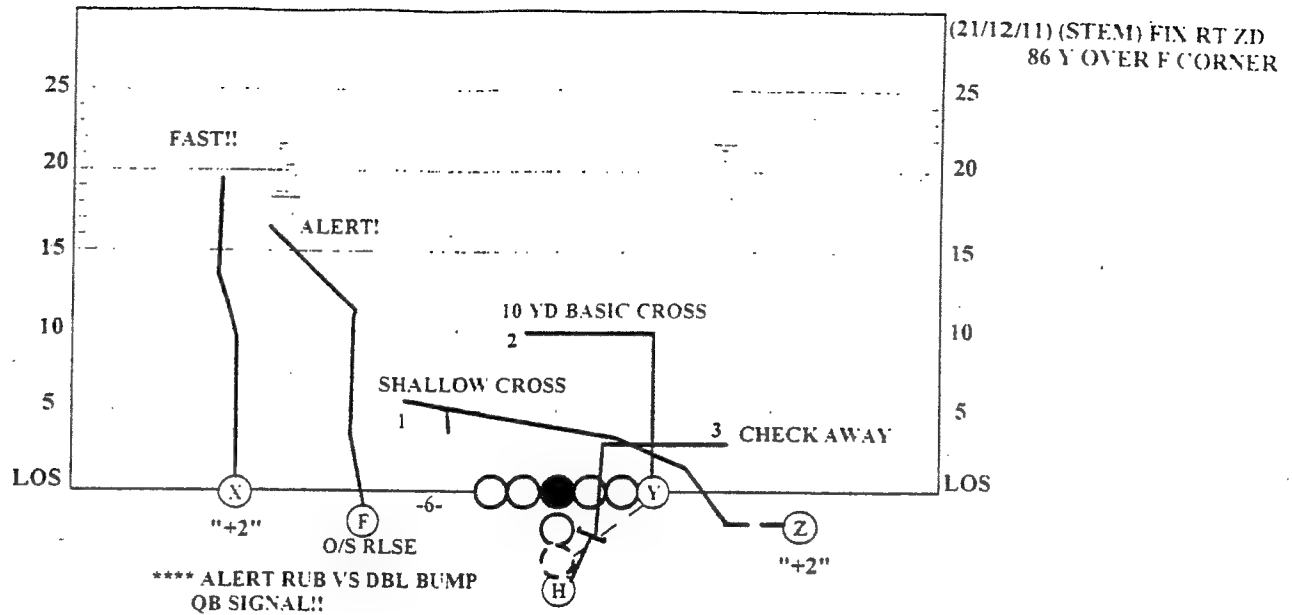 (21/12/11) (STEM) FIX RT ZD
86 Y OVER F CORNER
25
25
FAST!!
20
20
ALERT!
15
15
10 YD BASIC CROSS
10
2
10
SHALLOW CROSS
5
5
1
3 CHECK AWAY
LOS
LOS
X
-6-
Y
"+2"
F
Z
O/S RLSE
"+2"
**** ALERT RUB VS DBL BUMP
H
QB SIGNAL!!